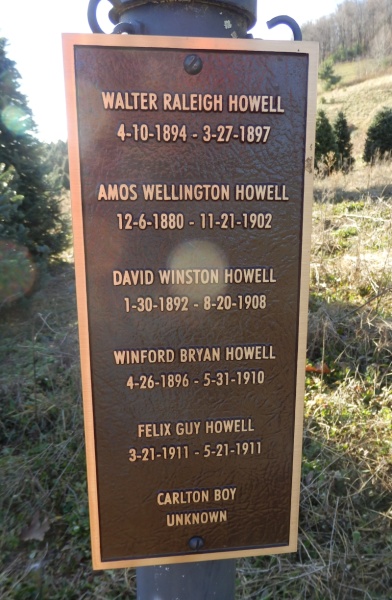 WALTER RALEIGH HOWELL
4-10-1894 - 3-27-1897
AMOS WELLINGTON HOWELL
12-6-1880 - 11-21-1902
DAVID WINSTON HOWELL
1-30-1892 - 8-20-1908
WINFORD BRYAN HOWELL
4-26-1896 - 5-31-1910
FELIX GUY HOWELL
3-21-1911 - 5-21-1911
CARLTON BOY
UNKNOWN